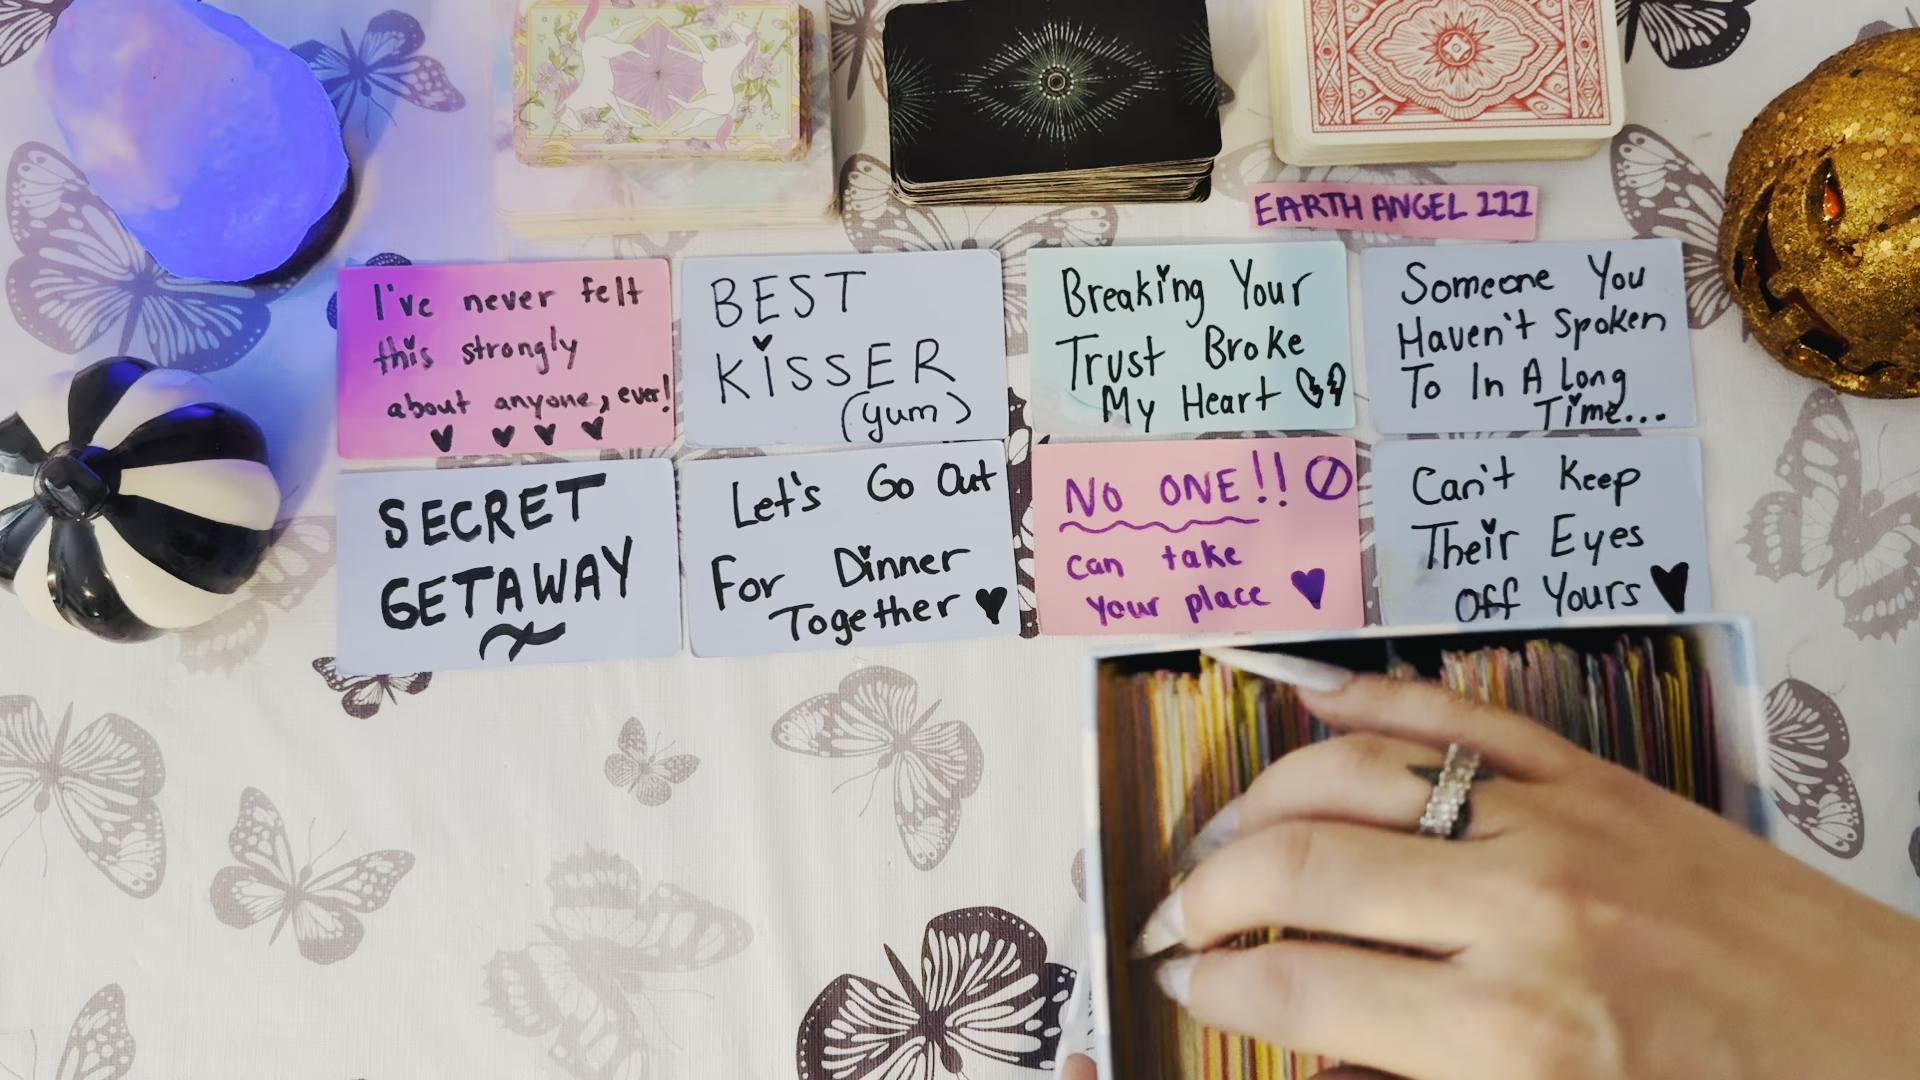 EARTH ANGEL 111
I've never felt
this strongly
about anyone, ever!
BEST
KiSSER
(yum)
Breaking Your
Trust Broke
My Heart
Someone You
Haven't Spoken
To In A Long
Time...
SECRET
GETAWAY
Let's Go Out
For Dinner
Together
NO ONE!!
can take
your place
Can't Keep
Their Eyes
Off Yours